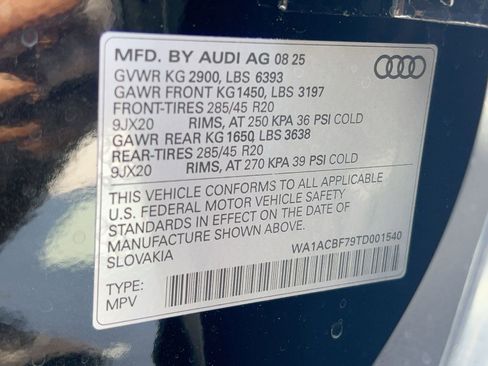 MFD. BY AUDI AG 08 25
GVWR KG 2900, LBS 6393
GAWR FRONT KG1450, LBS 3197
FRONT-TIRES 285/45 R20
9JX20 RIMS, AT 250 KPA 36 PSI COLD
GAWR REAR KG 1650, LBS 3638
REAR-TIRES 285/45 R20
9JX20 RIMS, AT 270 KPA 39 PSI COLD
THIS VEHICLE CONFORMS TO ALL APPLICABLE
U.S. FEDERAL MOTOR VEHICLE SAFETY
STANDARDS IN EFFECT ON THE DATE OF
MANUFACTURE SHOWN ABOVE.
SLOVAKIA
WA1ACBF79TD001540
TYPE:
MPV